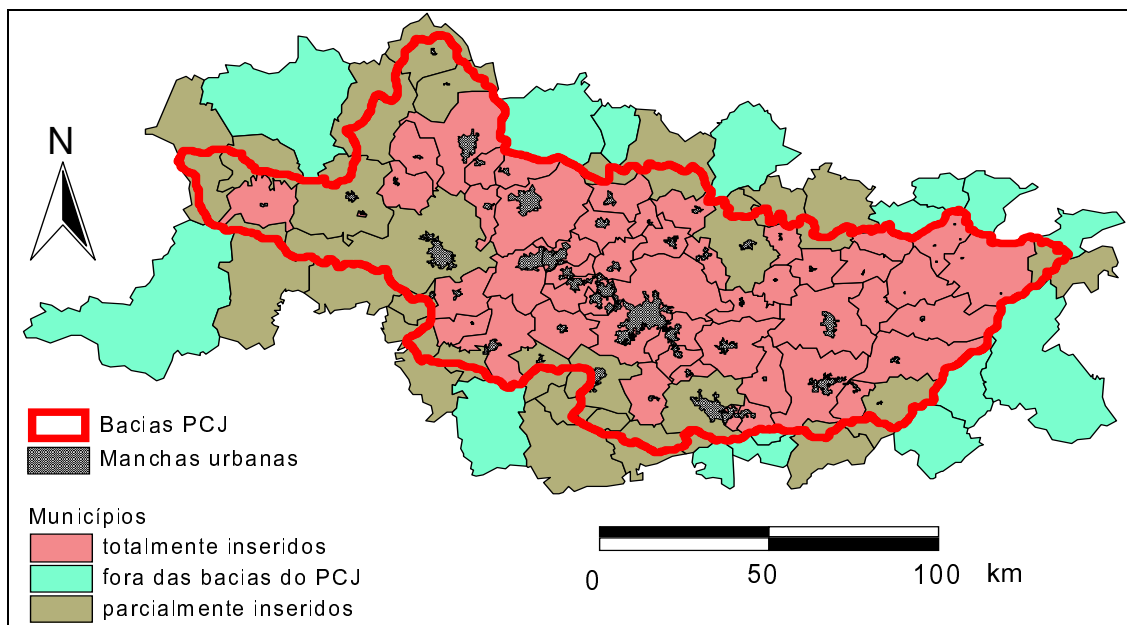 N
Bacias PCJ
Manchas urbanas
Municípios
totalmente inseridos
fora das bacias do PCJ
parcialmente inseridos
0 50 100 km